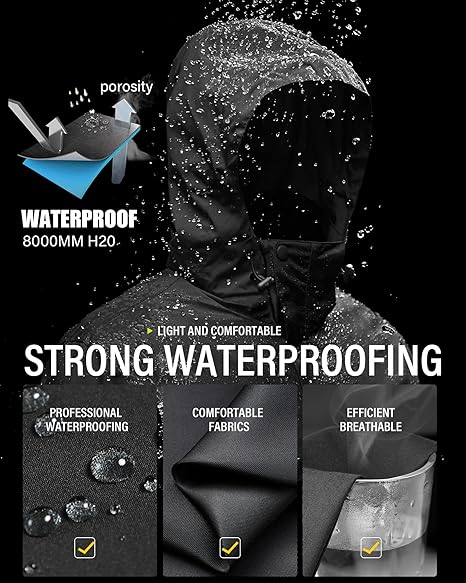 porosity
WATERPROOF
8000MM H20
LIGHT AND COMFORTABLE
STRONG WATERPROOFING
PROFESSIONAL
WATERPROOFING
COMFORTABLE
FABRICS
EFFICIENT
BREATHABLE